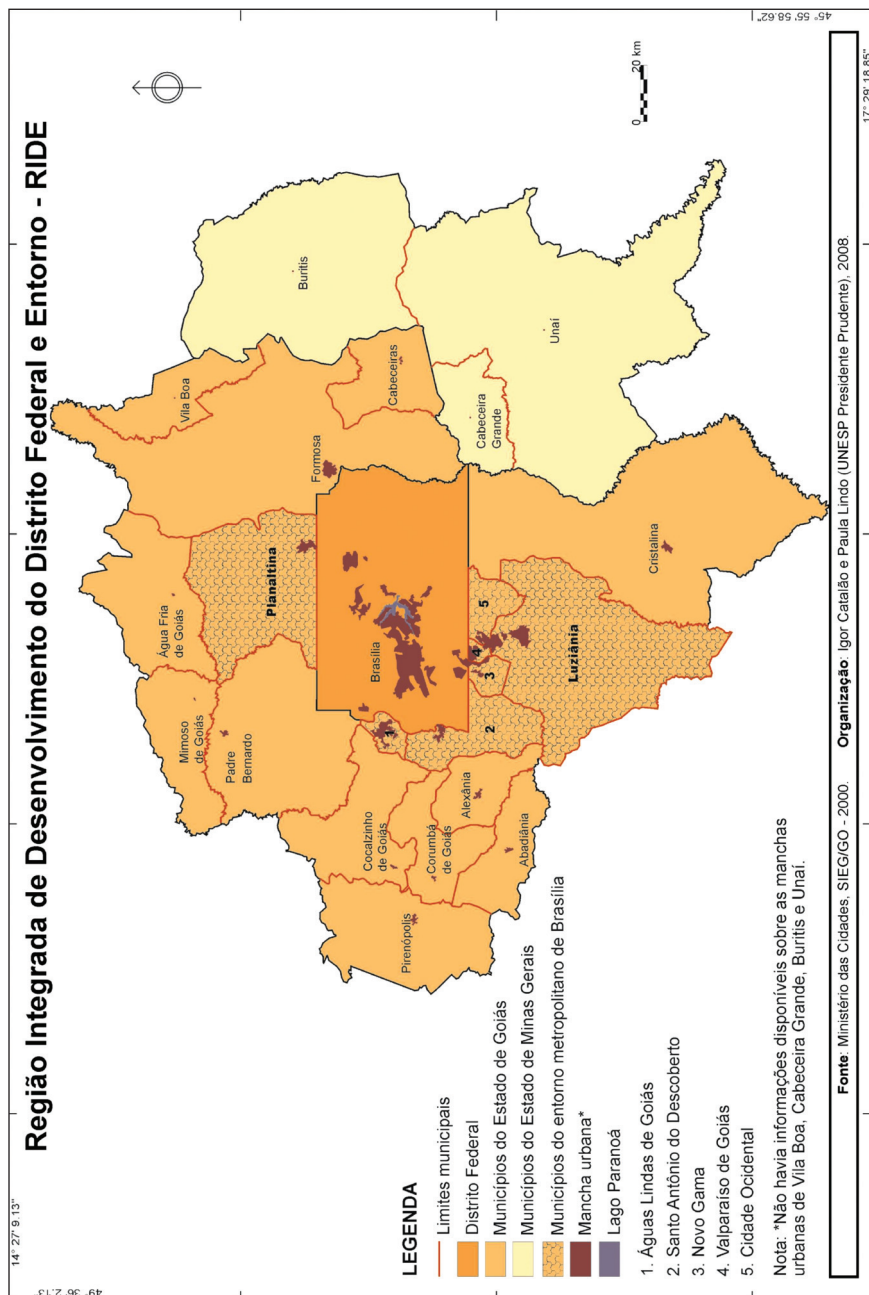 Região Integrada de Desenvolvimento do Distrito Federal e Entorno - RIDE
14° 27' 9.13"
49° 36' 2.13"
Buritis
Vila Boa
Cabeceiras
Unaí
Cabeceira
Grande
Formosa
Planaltina
Água Fria
de Goiás
Mimoso
de Goiás
Padre
Bernardo
Brasília
Cristalina
Luziânia
1
2
3
4
5
Cocalzinho
de Goiás
Corumbá
de Goiás
Alexânia
Abadiânia
Pirenópolis
0 20 km
LEGENDA
Limites municipais
Distrito Federal
Municípios do Estado de Goiás
Municípios do Estado de Minas Gerais
Municípios do entorno metropolitano de Brasília
Mancha urbana*
Lago Paranoá
1. Águas Lindas de Goiás
2. Santo Antônio do Descoberto
3. Novo Gama
4. Valparaíso de Goiás
5. Cidade Ocidental
Nota: *Não havia informações disponíveis sobre as manchas
urbanas de Vila Boa, Cabeceira Grande, Buritis e Unaí.
Fonte: Ministério das Cidades, SIEG/GO - 2000. Organização: Igor Catalão e Paula Lindo (UNESP Presidente Prudente), 2008.
45° 55' 58.62"
17° 29' 18.85"